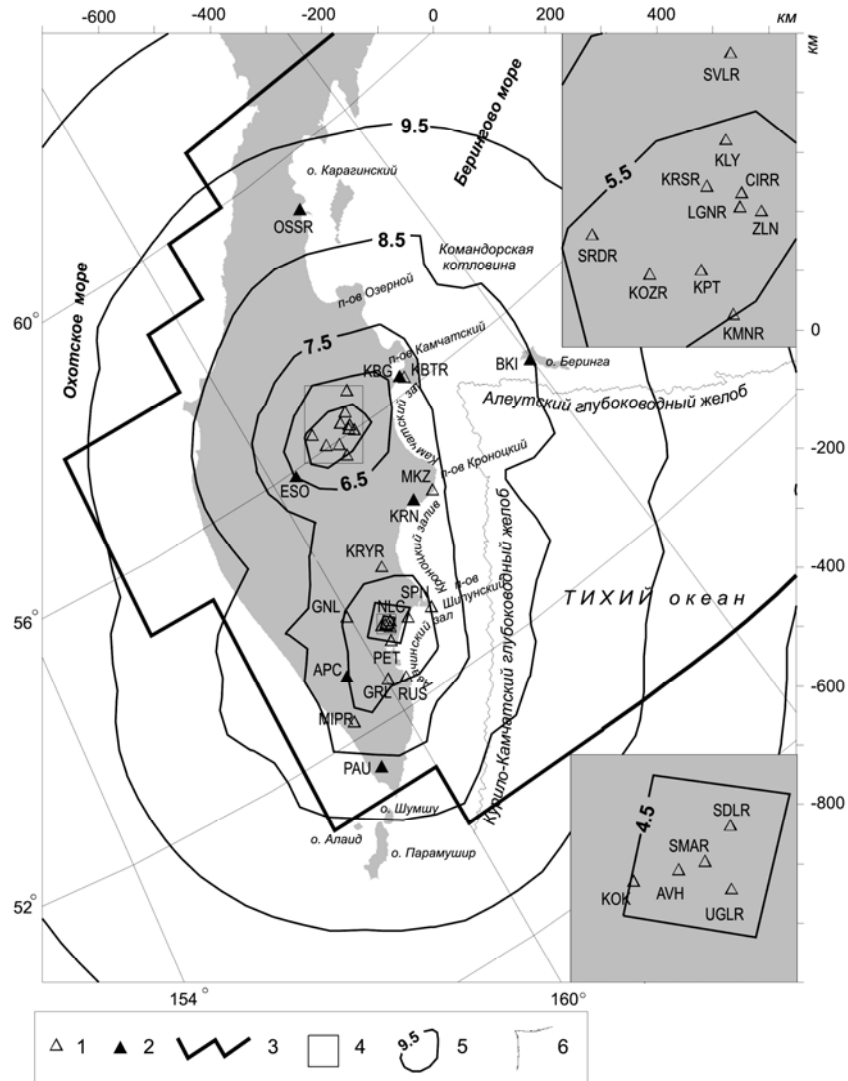 -600 -400 -200 0 200 400 км
км
0
-200
-400
-600
-800
60°
56°
52°
154° 160°
Охотское море
Берингово море
9.5
о. Карагинский
OSSR
8.5
Командорская
котловина
п-ов Озерной
7.5
п-ов Камчатский
KBG KBTR
BKI о. Беринга
Алеутский глубоководный желоб
Камчатский зал
6.5
ESO
MKZ п-ов Кроноцкий
KRN
Кроноцкий залив
KRYR
п-ов
Шипунский
SPN
GNL NLC
PET
APC
GRL RUS
MIPR
PAU
Курило-Камчатский глубоководный желоб
ТИХИЙ океан
о. Шумшу
о. Алаид
о. Парамушир
SVLR
5.5
KLY
KRSR CIRR
LGNR
ZLN
SRDR
KOZR KPT
KMNR
4.5
SDLR
SMAR
KOK AVH
UGLR
1 2 3 4 9.5 5 6